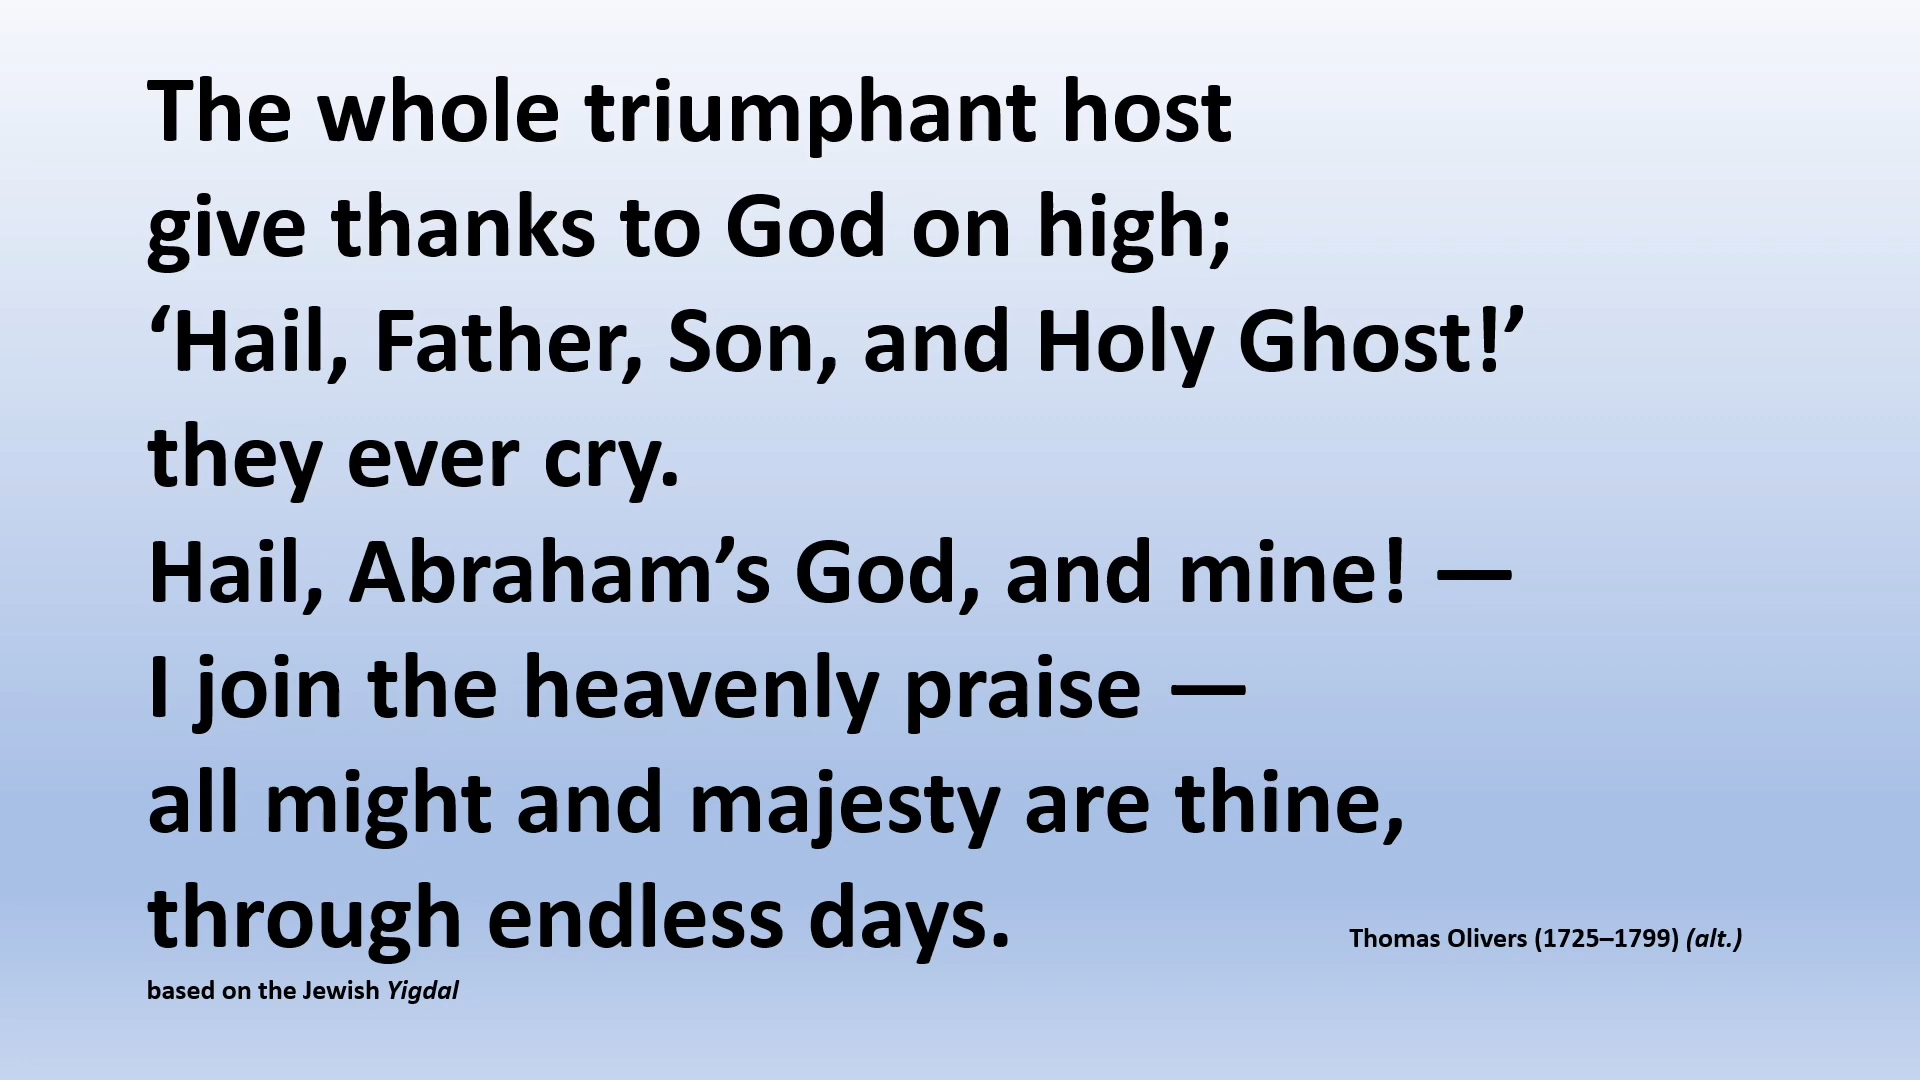 The whole triumphant host
give thanks to God on high;
‘Hail, Father, Son, and Holy Ghost!’
they ever cry.
Hail, Abraham’s God, and mine! —
I join the heavenly praise —
all might and majesty are thine,
through endless days.
Thomas Olivers (1725–1799) (alt.)
based on the Jewish Yigdal